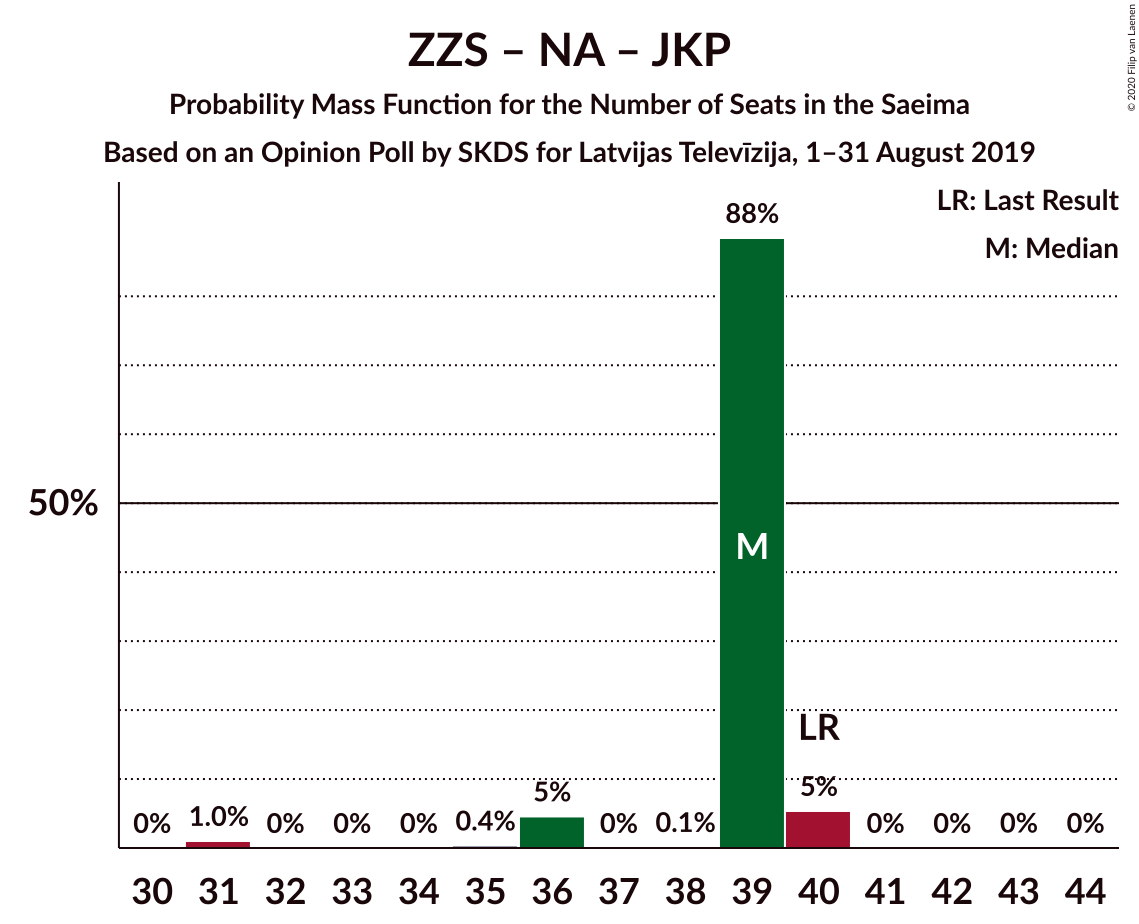 ZZS – NA – JKP
Probability Mass Function for the Number of Seats in the Saeima
Based on an Opinion Poll by SKDS for Latvijas Televīzija, 1–31 August 2019
© 2020 Filip van Laenen
LR: Last Result
M: Median
88%
50%
M
LR
0% 1.0% 0% 0% 0% 0.4% 5% 0% 0.1% 5% 0% 0% 0% 0%
30 31 32 33 34 35 36 37 38 39 40 41 42 43 44